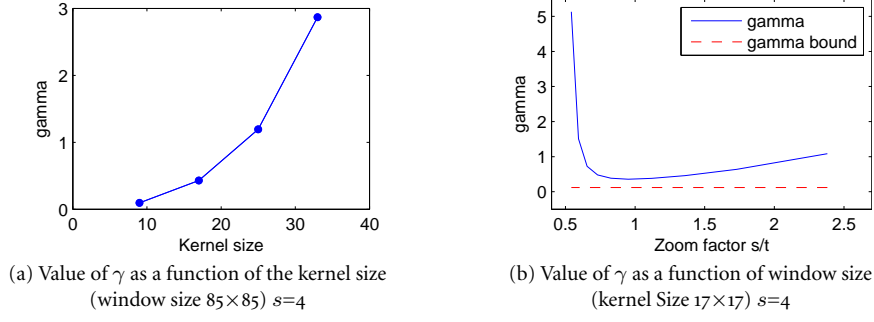 3
2
1
0
gamma
0
10
20
30
40
Kernel size
(a) Value of γ as a function of the kernel size
(window size 85×85) s=4
5
4
3
2
1
0
gamma
gamma
gamma bound
0.5
1
1.5
2
2.5
Zoom factor s/t
(b) Value of γ as a function of window size
(kernel Size 17×17) s=4